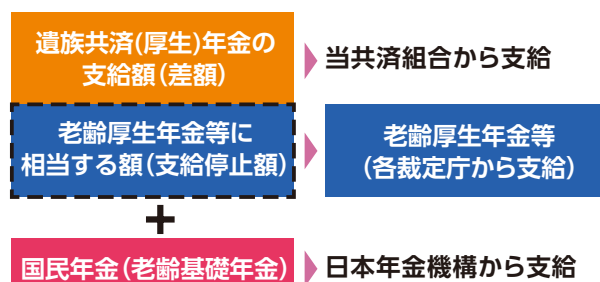 遺族共済(厚生)年金の
支給額(差額)
当共済組合から支給
老齢厚生年金等に
相当する額(支給停止額)
老齢厚生年金等
(各裁定庁から支給)
+
国民年金(老齢基礎年金)
日本年金機構から支給